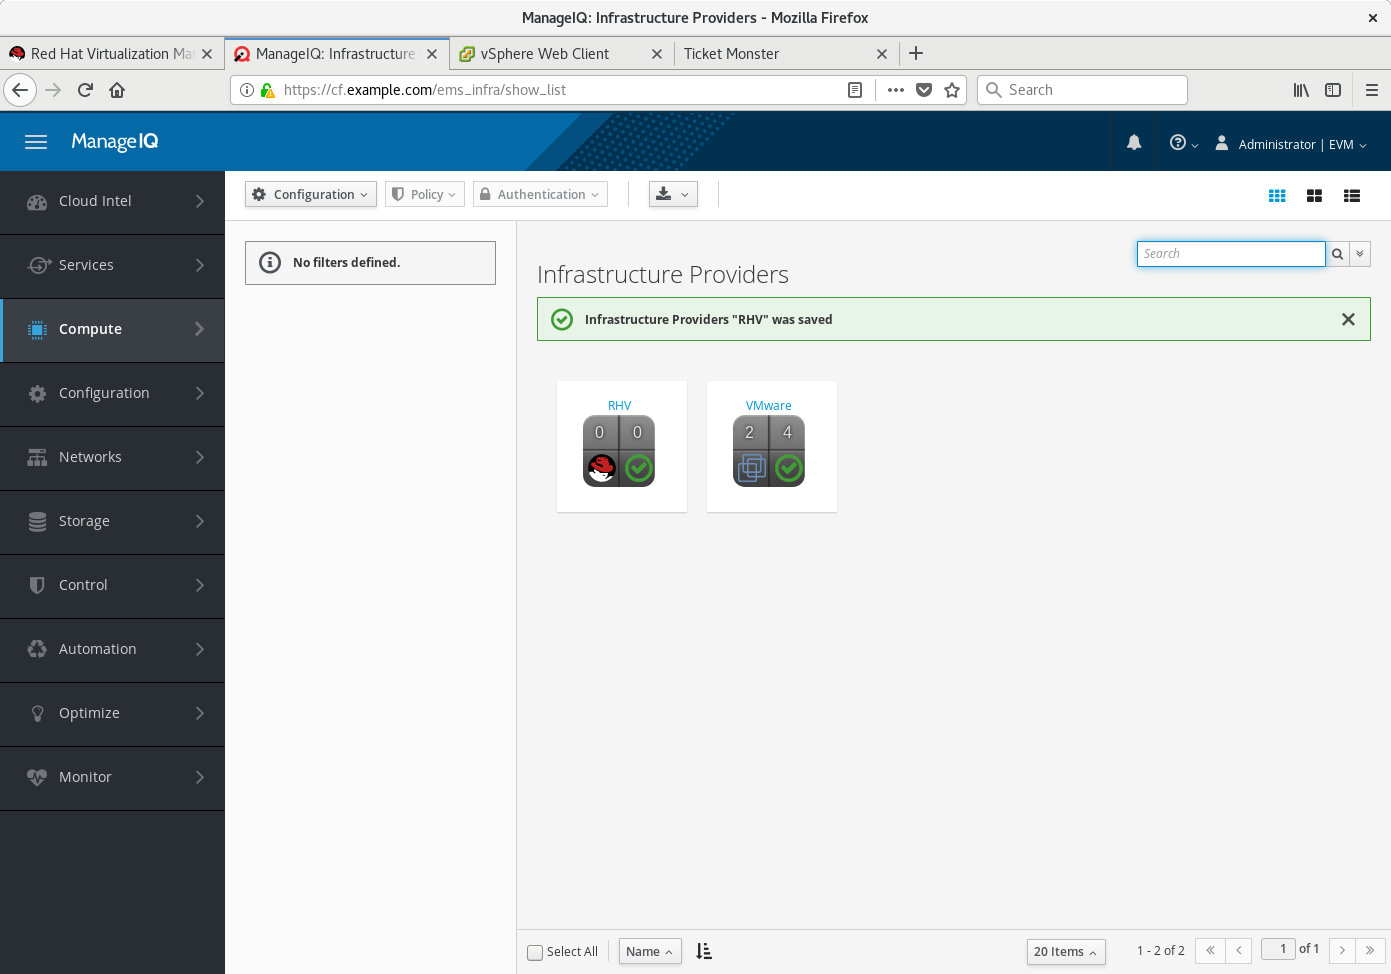 ManageIQ: Infrastructure Providers - Mozilla Firefox
Red Hat Virtualization Ma
ManageIQ: Infrastructure
vSphere Web Client
Ticket Monster
https://cf.example.com/ems_infra/show_list
Search
ManageIQ
Administrator | EVM
Cloud Intel
Services
Compute
Configuration
Networks
Storage
Control
Automation
Optimize
Monitor
Configuration
Policy
Authentication
No filters defined.
Search
Infrastructure Providers
Infrastructure Providers "RHV" was saved
RHV
0 0
VMware
2 4
Select All
Name
20 Items
1 - 2 of 2
1 of 1